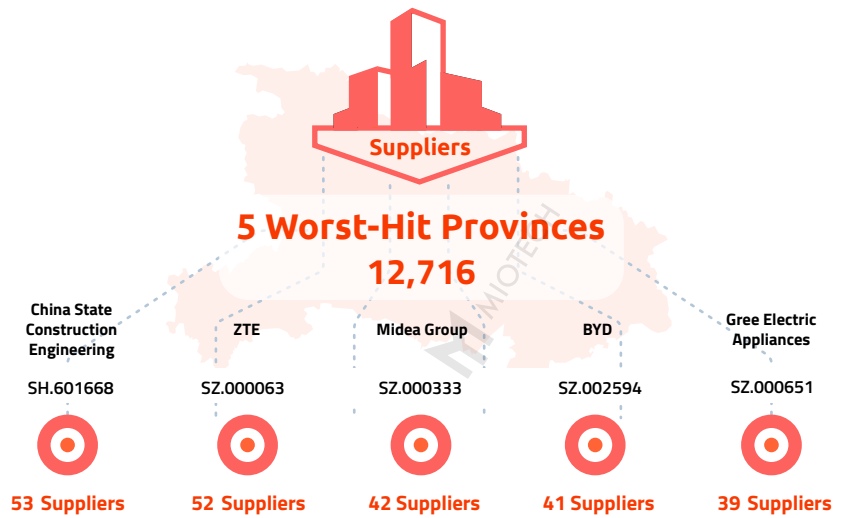 Suppliers
5 Worst-Hit Provinces
12,716
MIOTECH
China State
Construction
Engineering
SH.601668
53 Suppliers
ZTE
SZ.000063
52 Suppliers
Midea Group
SZ.000333
42 Suppliers
BYD
SZ.002594
41 Suppliers
Gree Electric
Appliances
SZ.000651
39 Suppliers